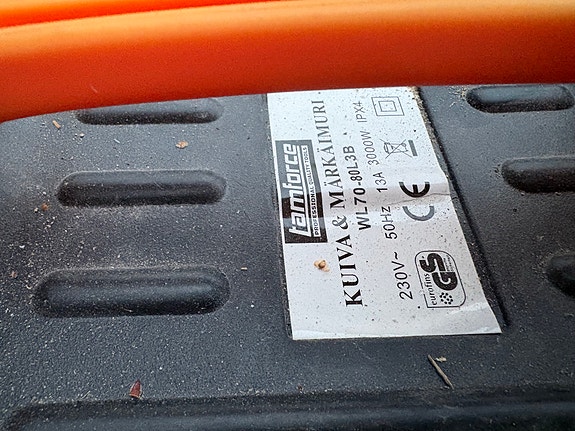 tamforce
PROFESSIONAL QUALITY TOOLS
KUIVA & MÄRKÄIMURI
WL70-80L3B
230V~ 50Hz 13A 3000W IPX4
CE
eurofins
GS